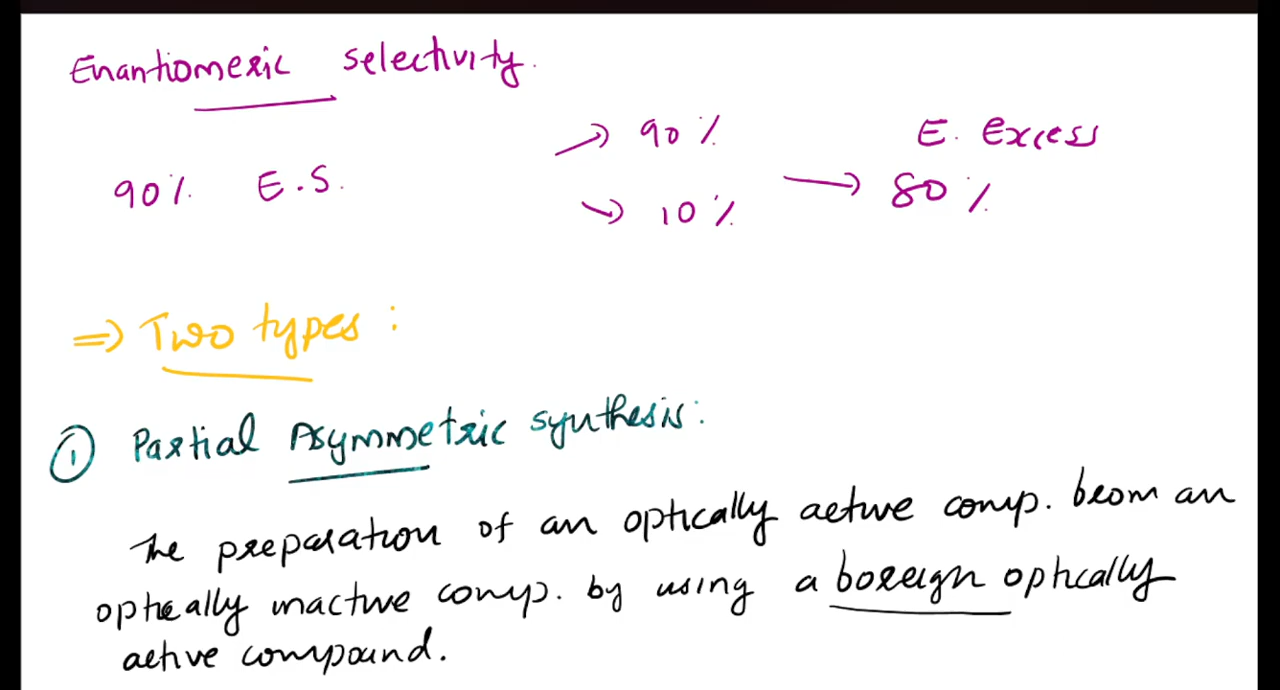 Enantiomeric selectivity.
90% E.S.
→ 90%
→ 10%
E. Excess
→ 80%
⇒ Two types:
① Partial Asymmetric synthesis:
The preparation of an optically active comp. from an
optically inactive comp. by using a foreign optically
active compound.